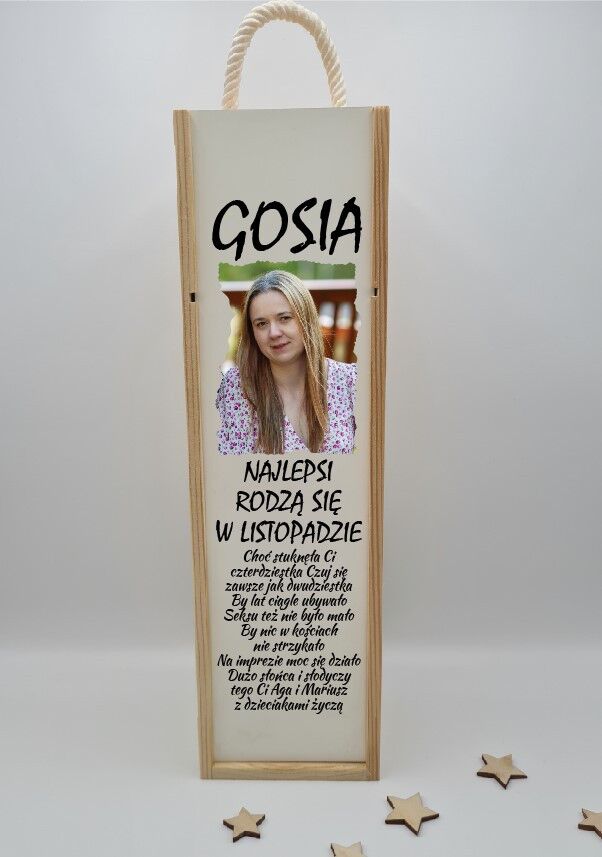 GOSIA
NAJLEPSI
RODZĄ SIĘ
W LISTOPADZIE
Choć stuknęła Ci
czterdziestka Czuj się
zawsze jak dwudziestka
By lat ciągle ubywało
Seksu też nie było mało
By nic w kościach
nie strzykało
Na imprezie moc się działo
Dużo słońca i słodyczy
tego Ci Aga i Mariusz
z dzieciakami życzą